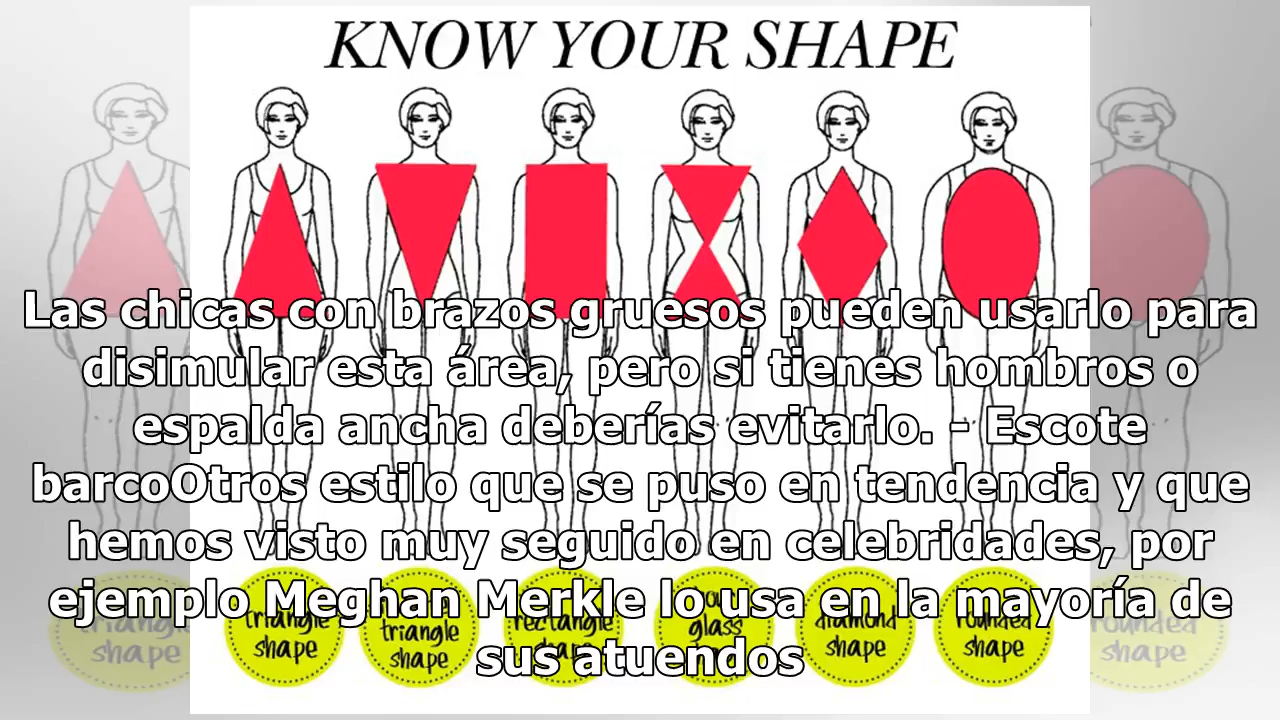 KNOW YOUR SHAPE
Las chicas con brazos gruesos pueden usarlo para
disimular esta área, pero si tienes hombros o
espalda ancha deberías evitarlo. - Escote
barcoOtros estilo que se puso en tendencia y que
hemos visto muy seguido en celebridades, por
ejemplo Meghan Merkle lo usa en la mayoría de
sus atuendos
triangle
shape
triangle
shape
rectangle
glass
diamond
shape
rounded
shape
triangle
shape
rounded
shape